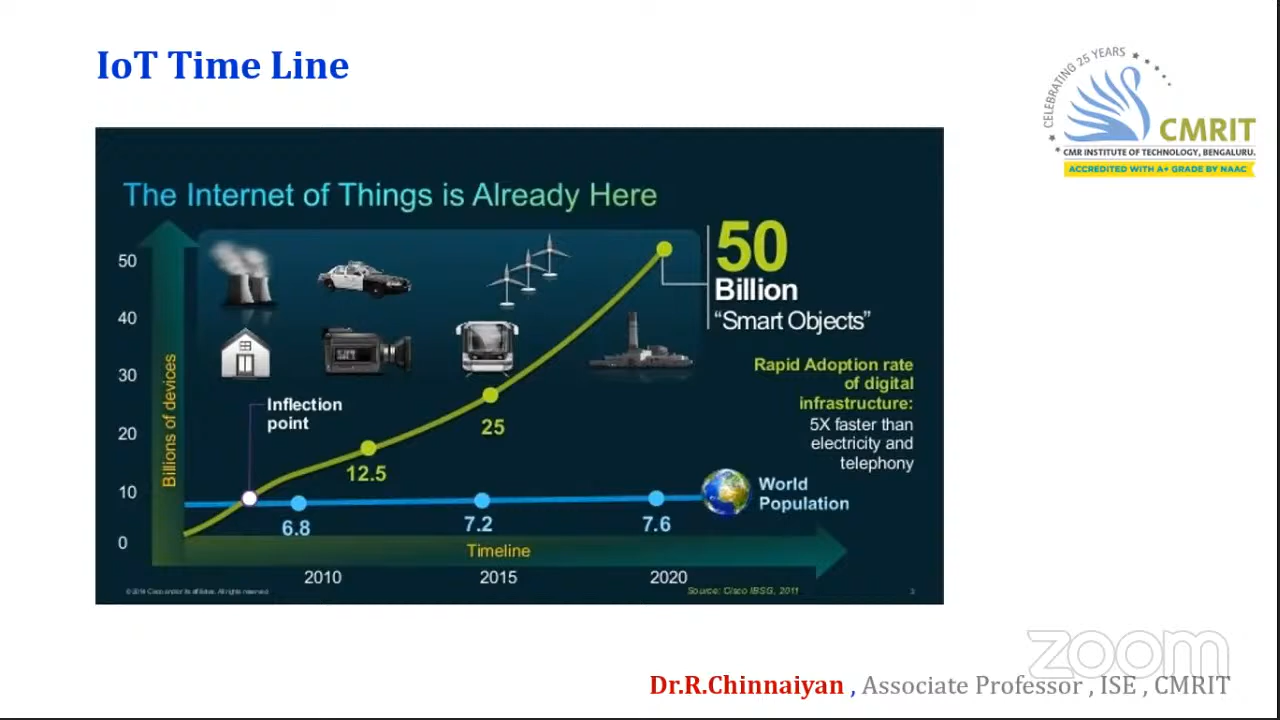 IoT Time Line
CELEBRATING 25 YEARS
CMRIT
CMR INSTITUTE OF TECHNOLOGY, BENGALURU.
ACCREDITED WITH A+ GRADE BY NAAC
The Internet of Things is Already Here
50
Billion
“Smart Objects”
Rapid Adoption rate
of digital
infrastructure:
5X faster than
electricity and
telephony
50
40
30
20
10
0
Billions of devices
Inflection
point
12.5
25
World
Population
6.8
7.2
7.6
Timeline
2010
2015
2020
Source: Cisco IBSG, 2011
3
zoom
Dr.R.Chinnaiyan , Associate Professor , ISE , CMRIT